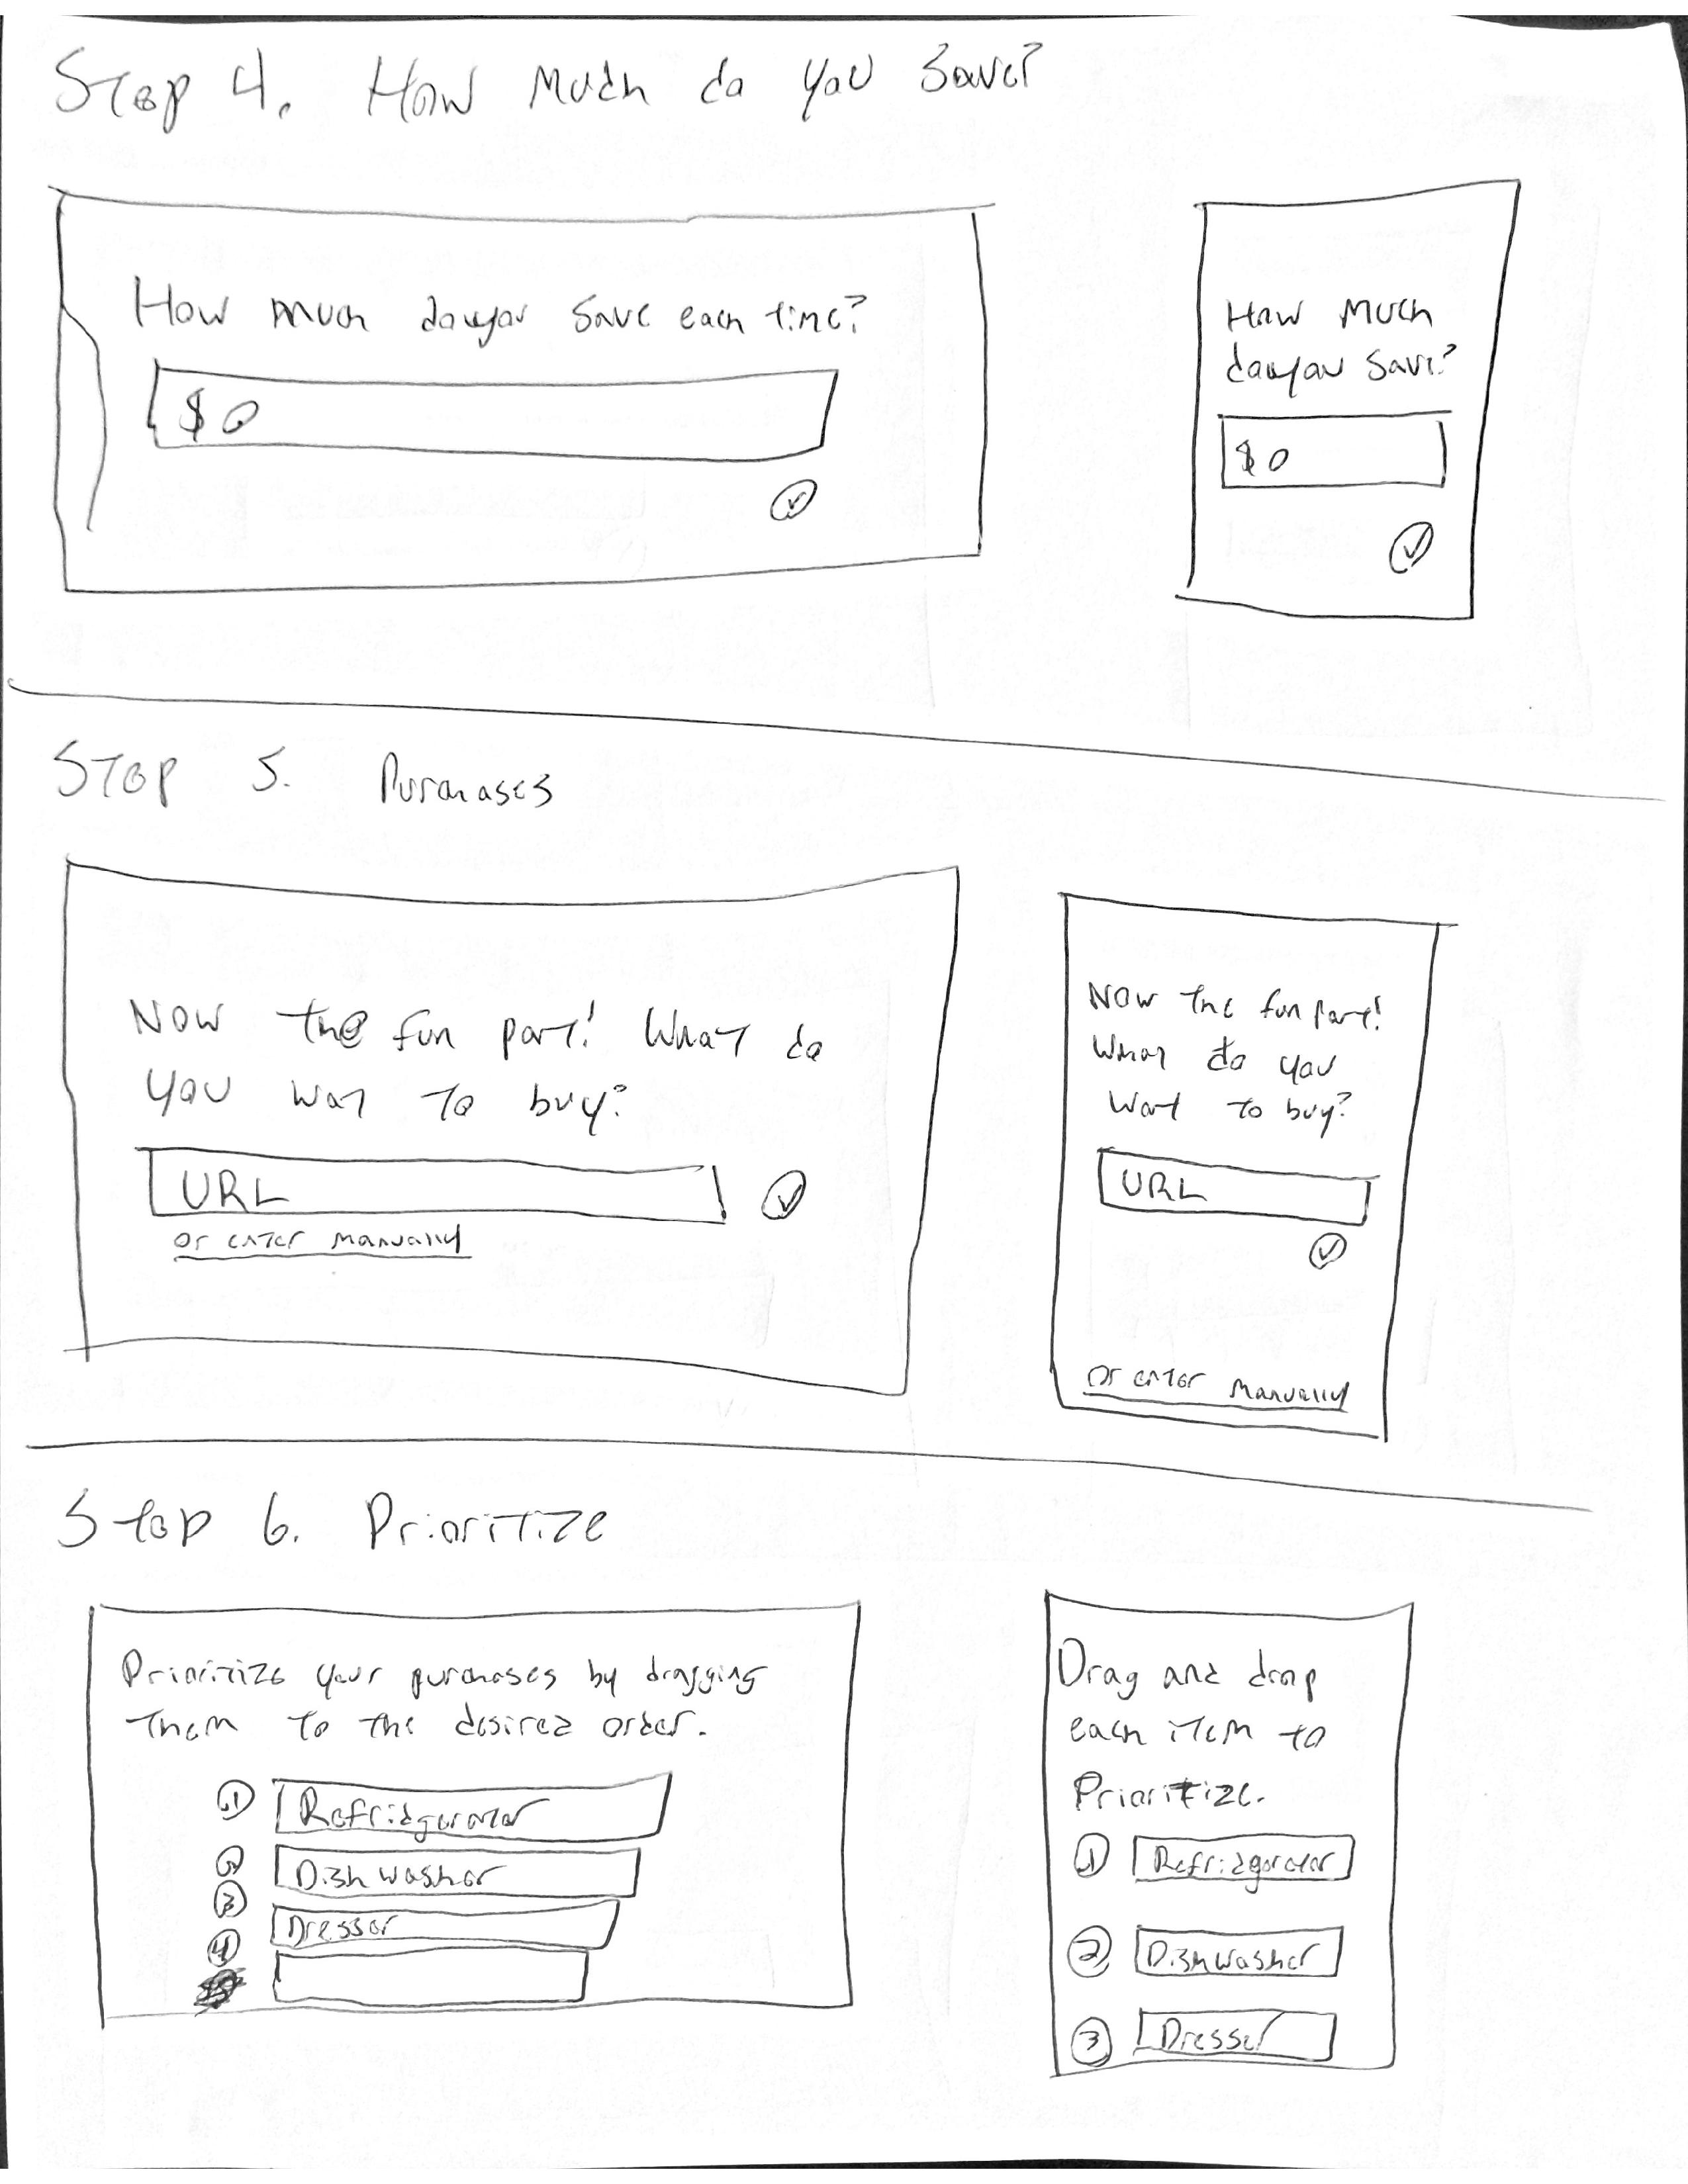 Step 4. How Much do you Save?
How much do you save each time?
$0
How Much
do you Save?
$0
Step 5. Purchases
Now the fun part! What do
you wat to buy?
URL
or enter manually
Now the fun part!
What do you
wat to buy?
URL
or enter manually
Step 6. Prioritize
Prioritize your purchases by dragging
them to the desired order.
1 Refridgerator
2 Dishwasher
3 Dresser
4
Drag and drop
each item to
Prioritize.
1 Refridgerator
2 Dishwasher
3 Dresser